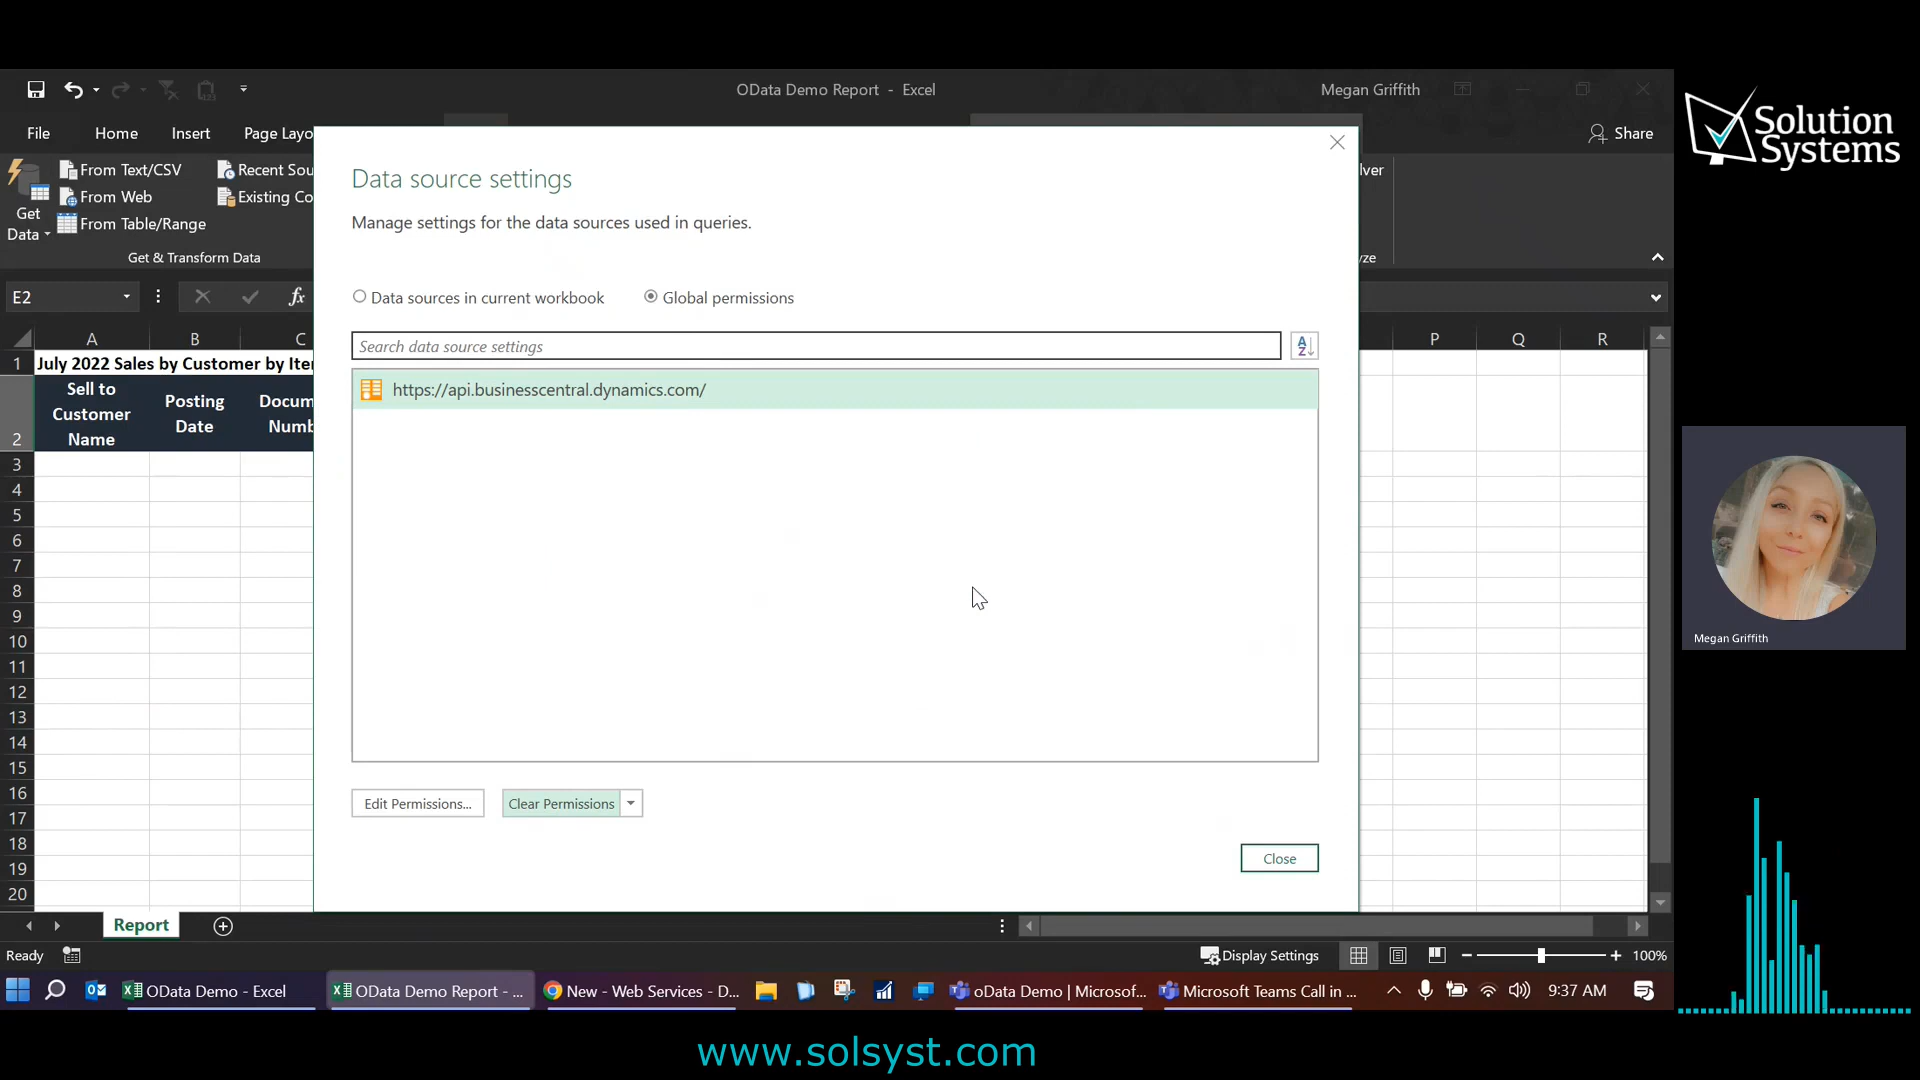 OData Demo Report - Excel
Megan Griffith
File
Home
Insert
Page Layo
Share
Get
Data
From Text/CSV
From Web
From Table/Range
Recent Sou
Existing Co
Get & Transform Data
lver
yze
E2
fx
Data source settings
Manage settings for the data sources used in queries.
Data sources in current workbook
Global permissions
Search data source settings
A
Z
https://api.businesscentral.dynamics.com/
Edit Permissions...
Clear Permissions
Close
A
B
C
P
Q
R
1
July 2022 Sales by Customer by Ite
2
Sell to
Customer
Name
Posting
Date
Docum
Numb
3
4
5
6
7
8
9
10
11
12
13
14
15
16
17
18
19
20
Report
Ready
Display Settings
100%
OData Demo - Excel
OData Demo Report - ...
New - Web Services - D...
oData Demo | Microsof...
Microsoft Teams Call in ...
9:37 AM
Solution
Systems
Megan Griffith
www.solsyst.com